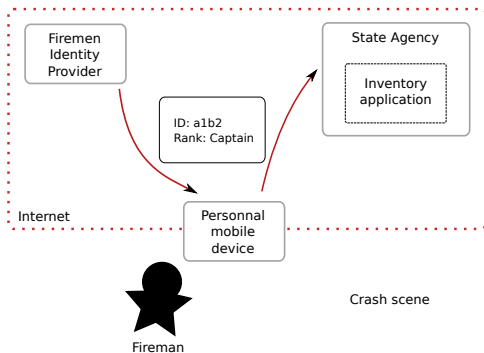 Firemen
Identity
Provider
State Agency
Inventory
application
ID: a1b2
Rank: Captain
Internet
Personnal
mobile
device
Crash scene
Fireman